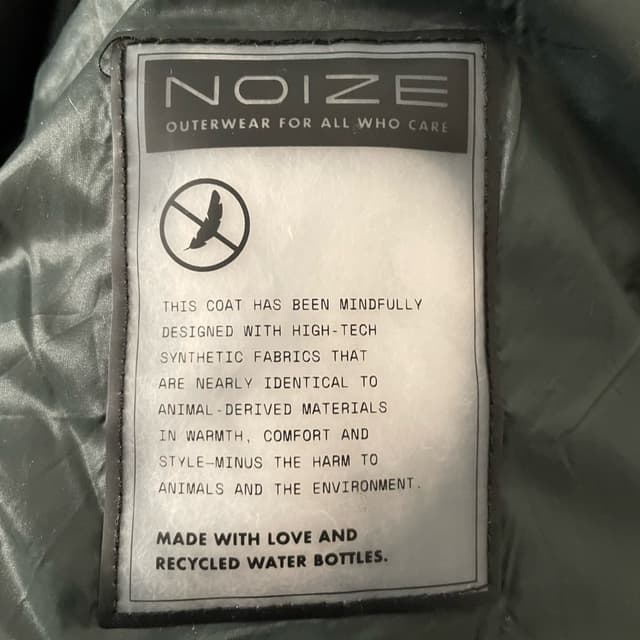 NOIZE
OUTERWEAR FOR ALL WHO CARE
THIS COAT HAS BEEN MINDFULLY
DESIGNED WITH HIGH-TECH
SYNTHETIC FABRICS THAT
ARE NEARLY IDENTICAL TO
ANIMAL-DERIVED MATERIALS
IN WARMTH, COMFORT AND
STYLE—MINUS THE HARM TO
ANIMALS AND THE ENVIRONMENT.
MADE WITH LOVE AND
RECYCLED WATER BOTTLES.